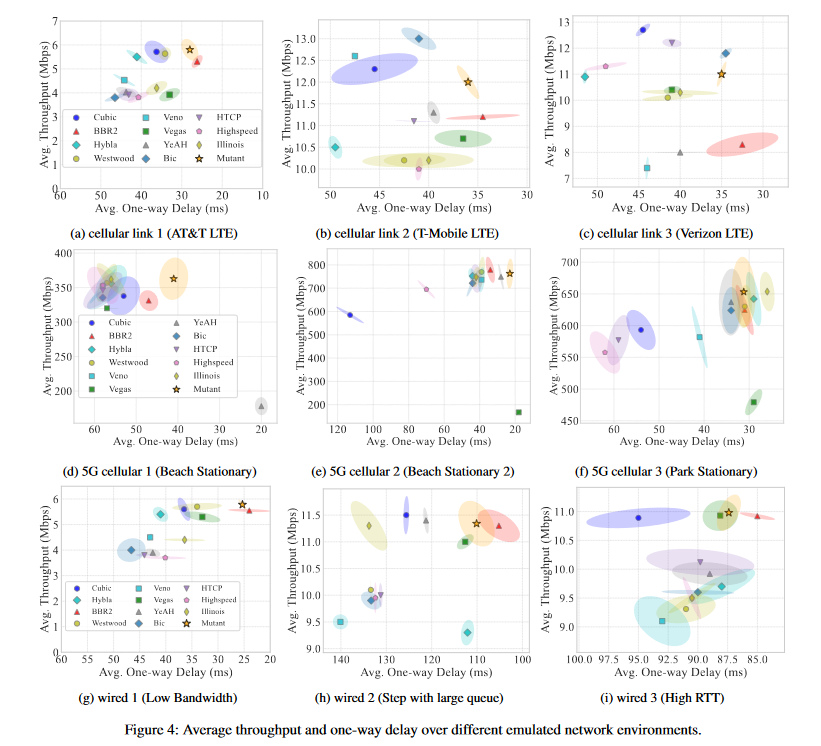 7
6
5
4
3
2
1
0
60 50 40 30 20 10
Avg. Throughput (Mbps)
Avg. One-way Delay (ms)
Cubic Veno HTCP
BBR2 Vegas Highspeed
Hybla YeAH Illinois
Westwood Bic Mutant
(a) cellular link 1 (AT&T LTE)
13.0
12.5
12.0
11.5
11.0
10.5
10.0
50 45 40 35 30
Avg. Throughput (Mbps)
Avg. One-way Delay (ms)
(b) cellular link 2 (T-Mobile LTE)
13
12
11
10
9
8
7
50 45 40 35 30
Avg. Throughput (Mbps)
Avg. One-way Delay (ms)
(c) cellular link 3 (Verizon LTE)
400
350
300
250
200
60 50 40 30 20
Avg. Throughput (Mbps)
Avg. One-way Delay (ms)
Cubic YeAH
BBR2 Bic
Hybla HTCP
Westwood Highspeed
Veno Illinois
Vegas Mutant
(d) 5G cellular 1 (Beach Stationary)
800
700
600
500
400
300
200
120 100 80 60 40 20
Avg. Throughput (Mbps)
Avg. One-way Delay (ms)
(e) 5G cellular 2 (Beach Stationary 2)
700
650
600
550
500
450
60 50 40 30
Avg. Throughput (Mbps)
Avg. One-way Delay (ms)
(f) 5G cellular 3 (Park Stationary)
6
5
4
3
2
1
0
60 55 50 45 40 35 30 25 20
Avg. Throughput (Mbps)
Avg. One-way Delay (ms)
Cubic Veno HTCP
Hybla Vegas Highspeed
BBR2 YeAH Illinois
Westwood Bic Mutant
(g) wired 1 (Low Bandwidth)
11.5
11.0
10.5
10.0
9.5
9.0
140 130 120 110 100
Avg. Throughput (Mbps)
Avg. One-way Delay (ms)
(h) wired 2 (Step with large queue)
11.0
10.5
10.0
9.5
9.0
100.0 97.5 95.0 92.5 90.0 87.5 85.0
Avg. Throughput (Mbps)
Avg. One-way Delay (ms)
(i) wired 3 (High RTT)
Figure 4: Average throughput and one-way delay over different emulated network environments.